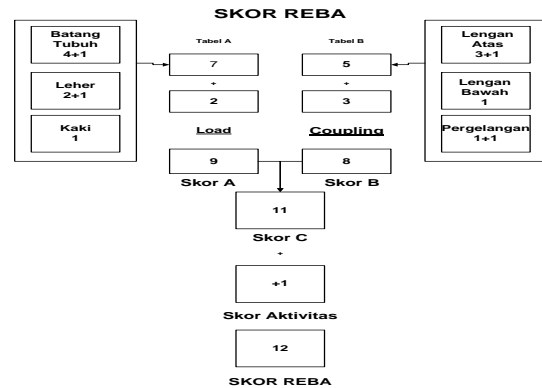 SKOR REBA
Batang
Tubuh
4+1
Leher
2+1
Kaki
1
Tabel A
7
+
2
Load
9
Skor A
Tabel B
5
+
3
Coupling
8
Skor B
Lengan
Atas
3+1
Lengan
Bawah
1
Pergelangan
1+1
11
Skor C
+
+1
Skor Aktivitas
12
SKOR REBA